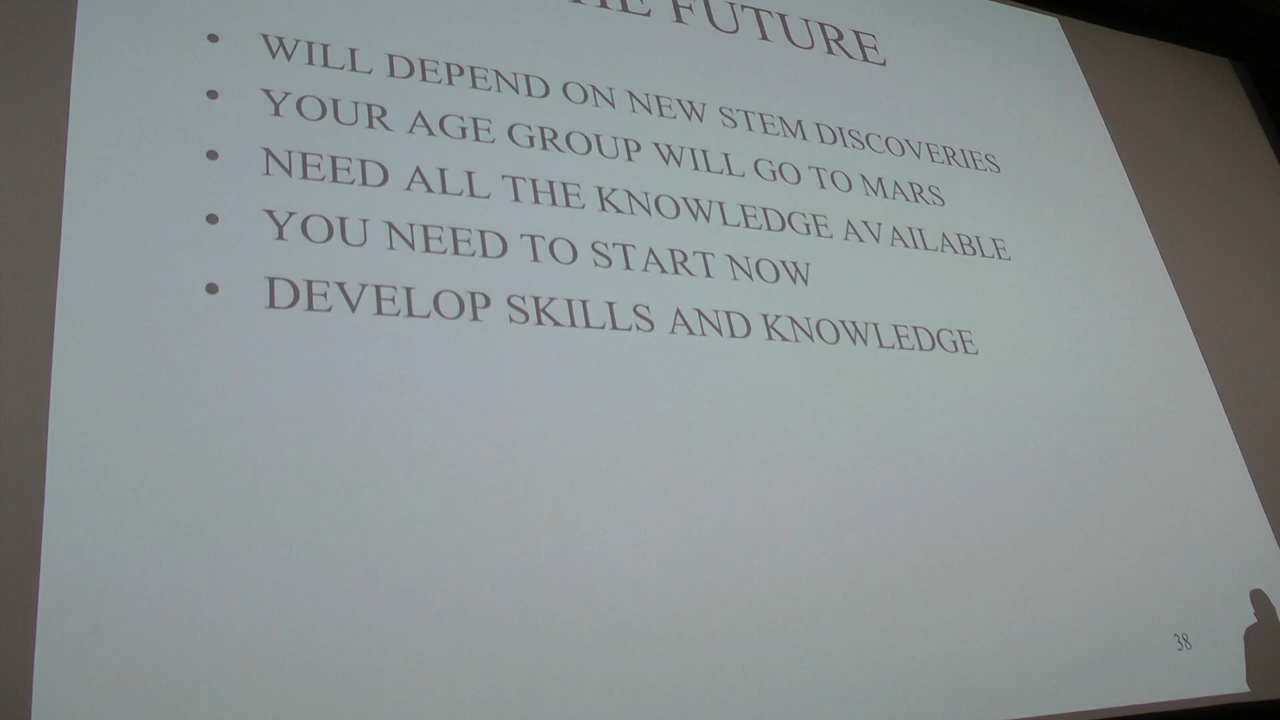 FUTURE
• WILL DEPEND ON NEW STEM DISCOVERIES
• YOUR AGE GROUP WILL GO TO MARS
• NEED ALL THE KNOWLEDGE AVAILABLE
• YOU NEED TO START NOW
• DEVELOP SKILLS AND KNOWLEDGE
38